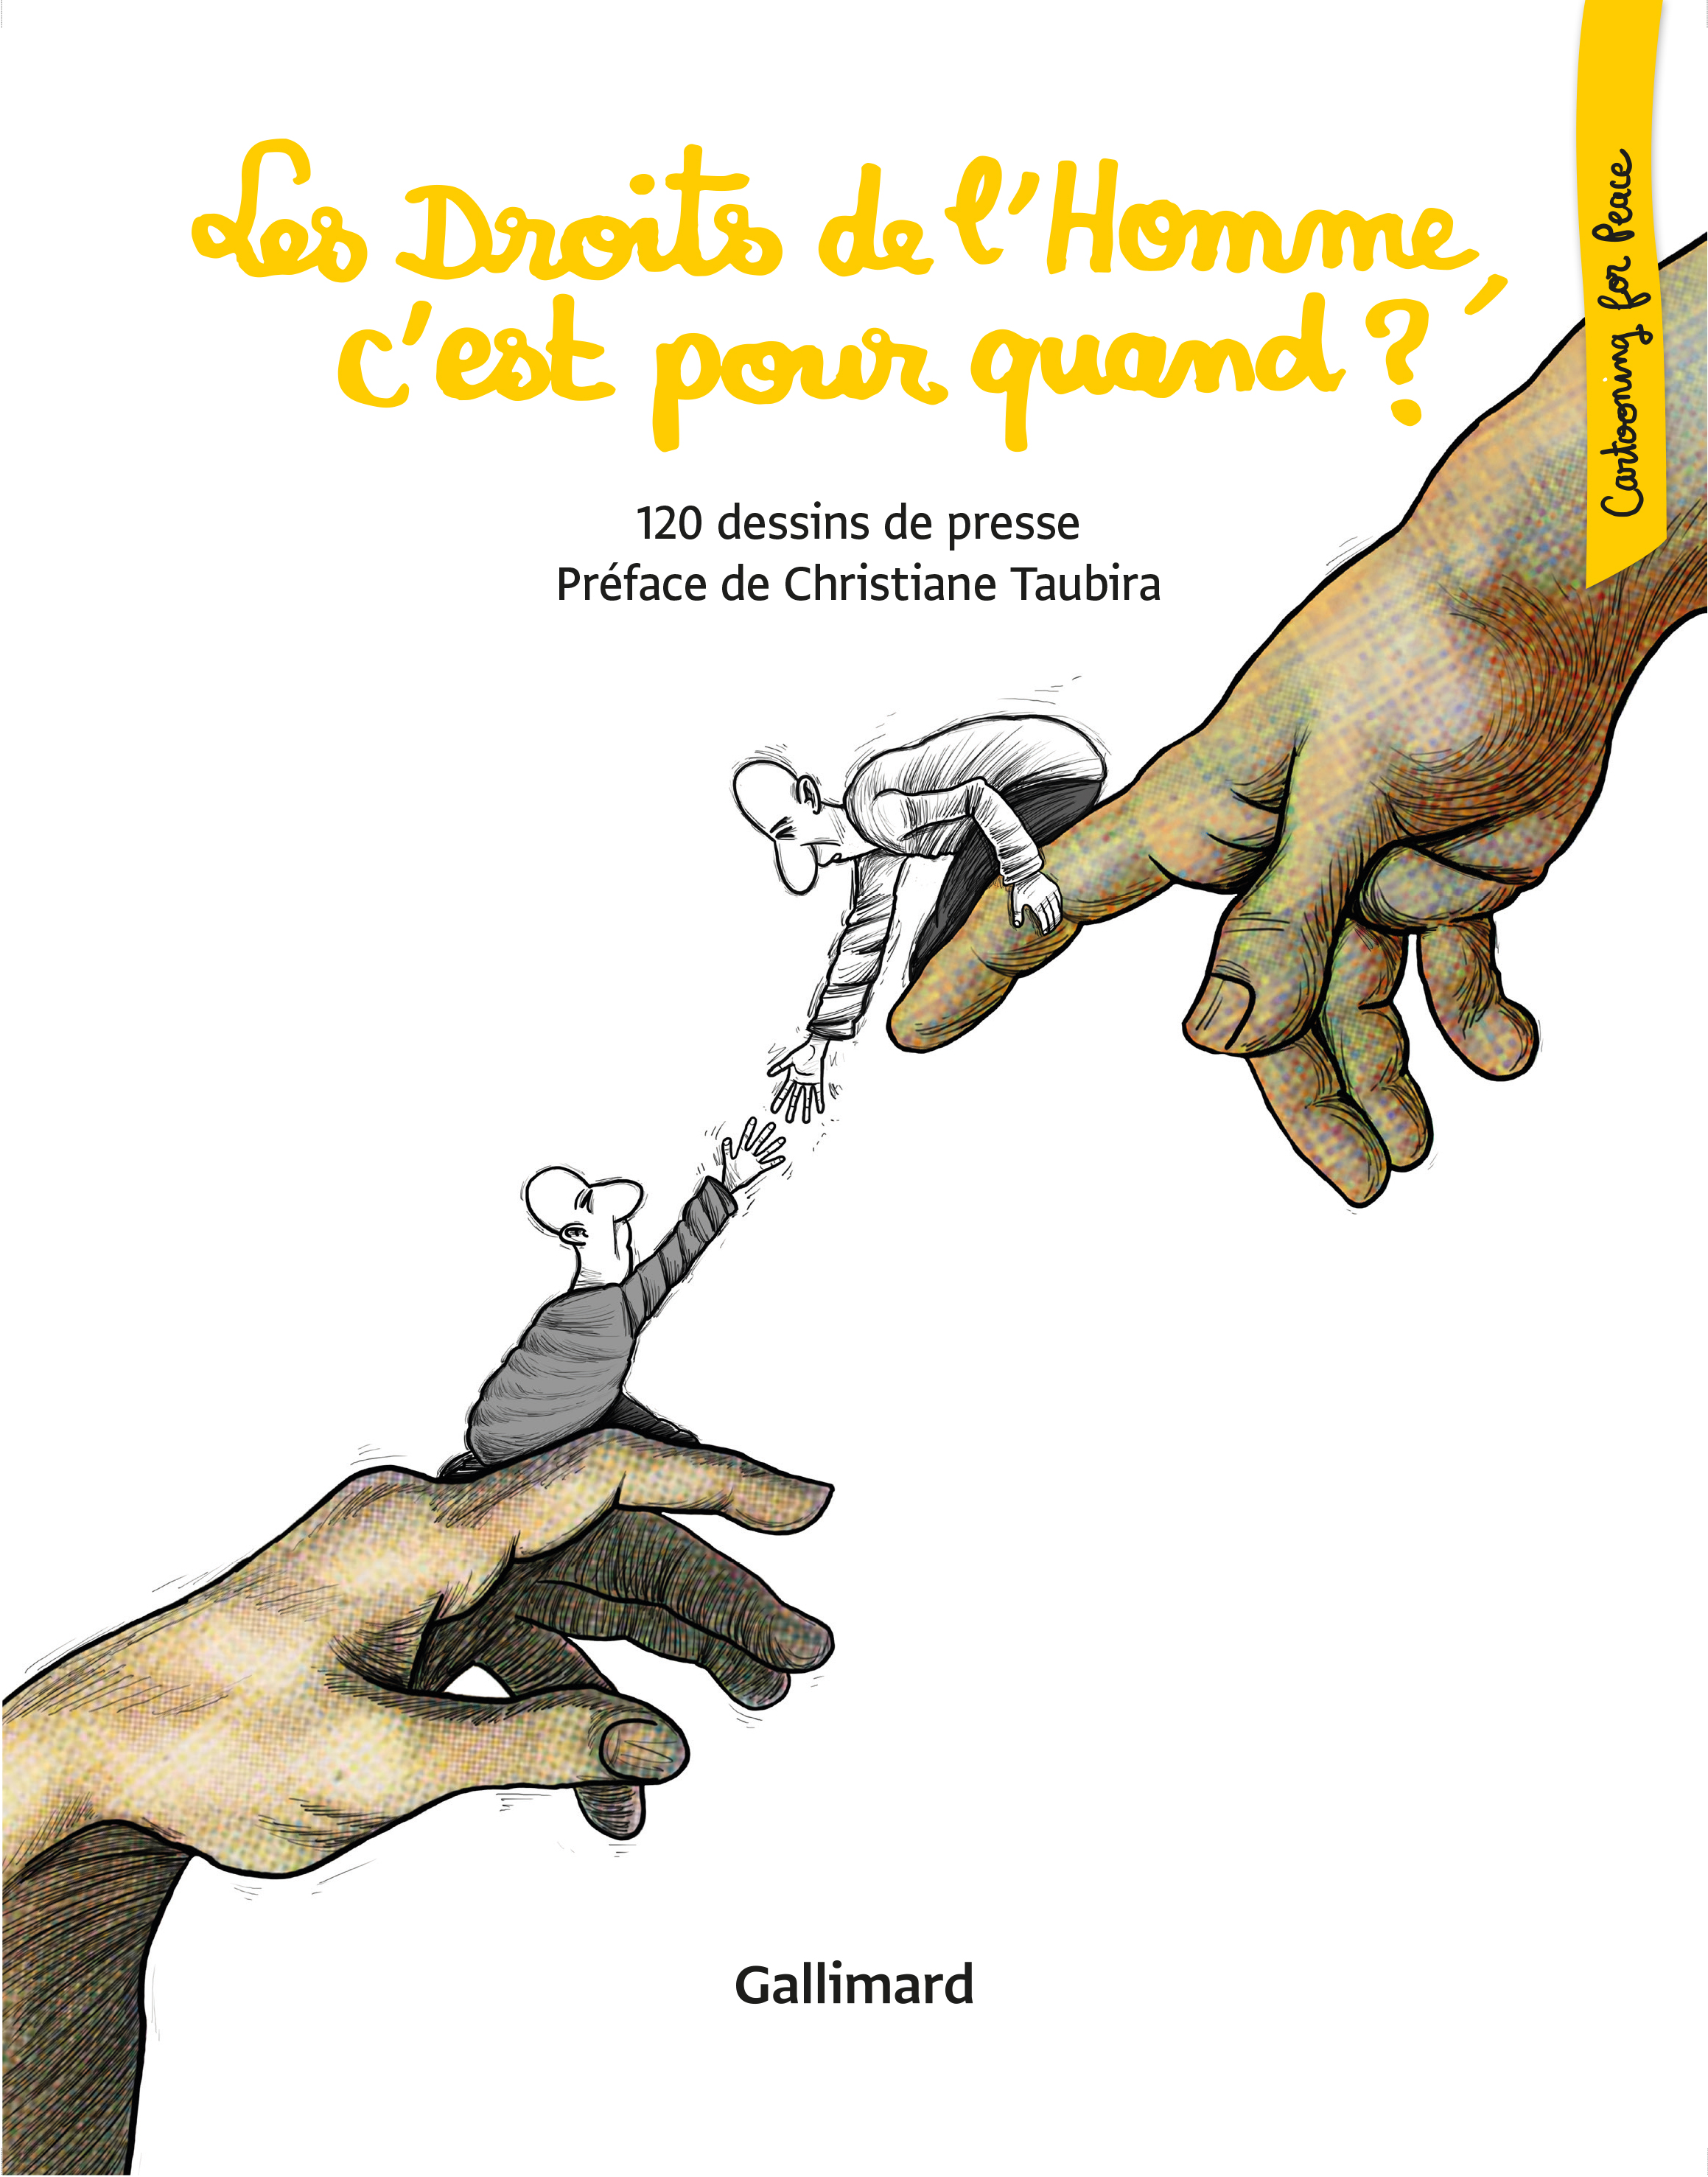 Les Droits de l'Homme,
c'est pour quand ?
120 dessins de presse
Préface de Christiane Taubira
Cartooning for Peace
Gallimard